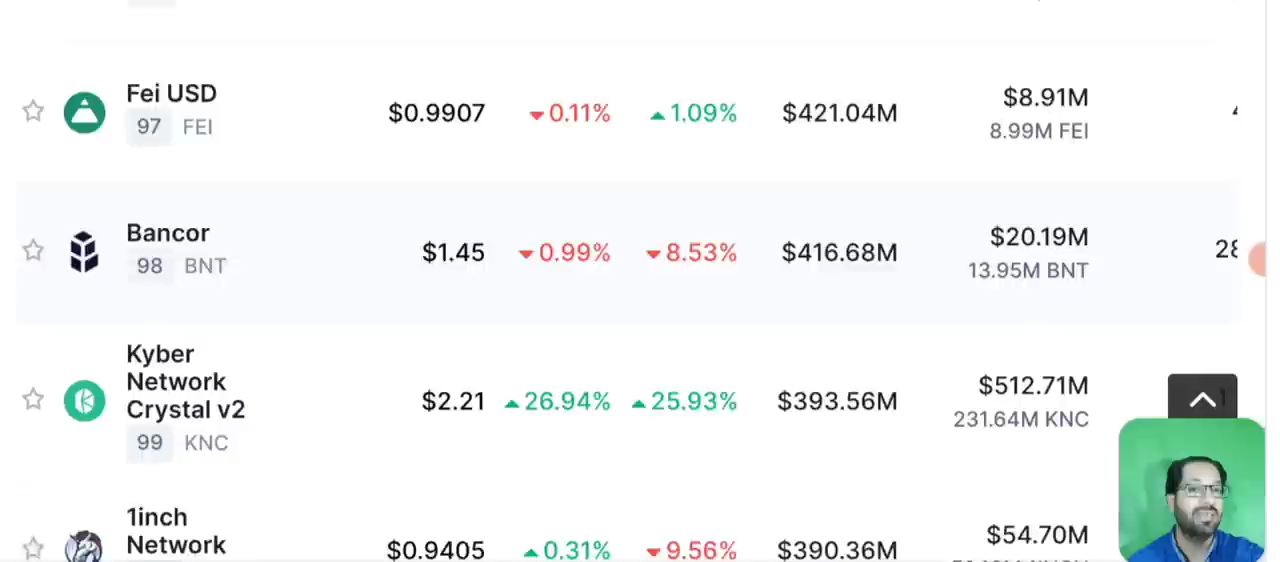 Fei USD
97 FEI
$0.9907 0.11% 1.09% $421.04M
$8.91M
8.99M FEI
Bancor
98 BNT
$1.45 0.99% 8.53% $416.68M
$20.19M
13.95M BNT
28
Kyber
Network
Crystal v2
99 KNC
$2.21 26.94% 25.93% $393.56M
$512.71M
231.64M KNC
1inch
Network
$0.9405 0.31% 9.56% $390.36M
$54.70M